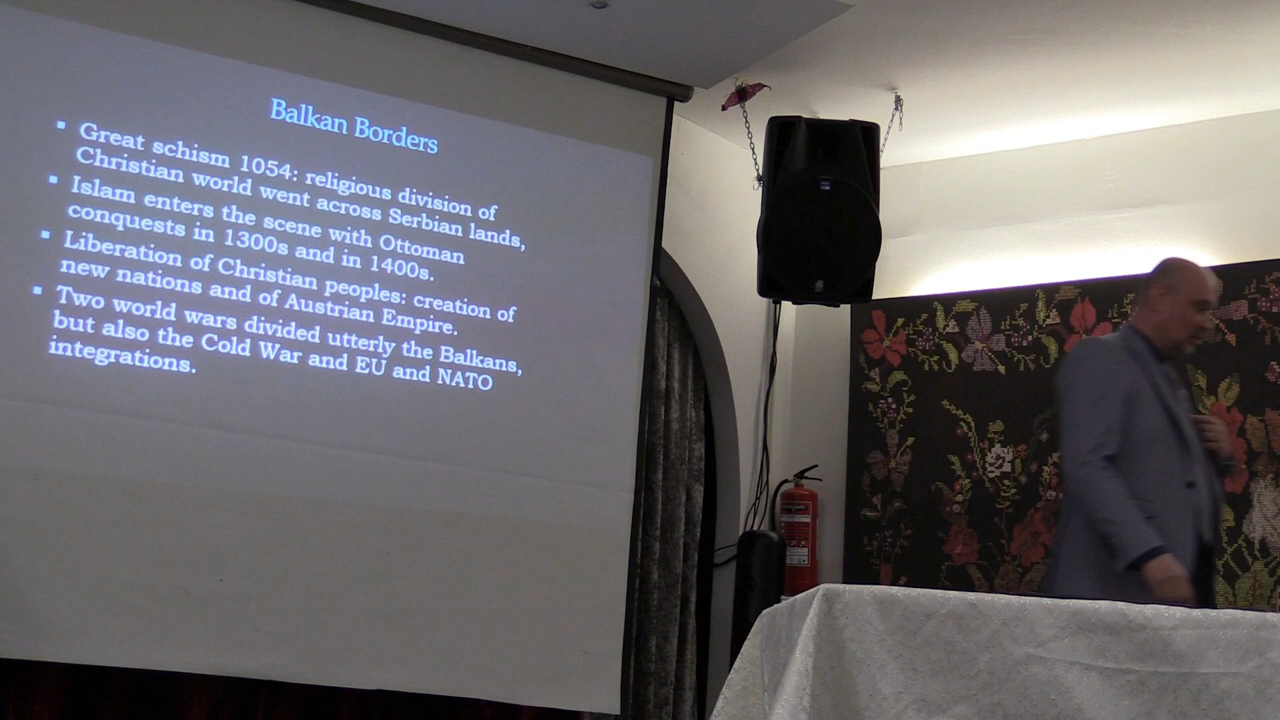 Balkan Borders
▪ Great schism 1054: religious division of
Christian world went across Serbian lands,
▪ Islam enters the scene with Ottoman
conquests in 1300s and in 1400s.
▪ Liberation of Christian peoples: creation of
new nations and of Austrian Empire.
▪ Two world wars divided utterly the Balkans,
but also the Cold War and EU and NATO
integrations.